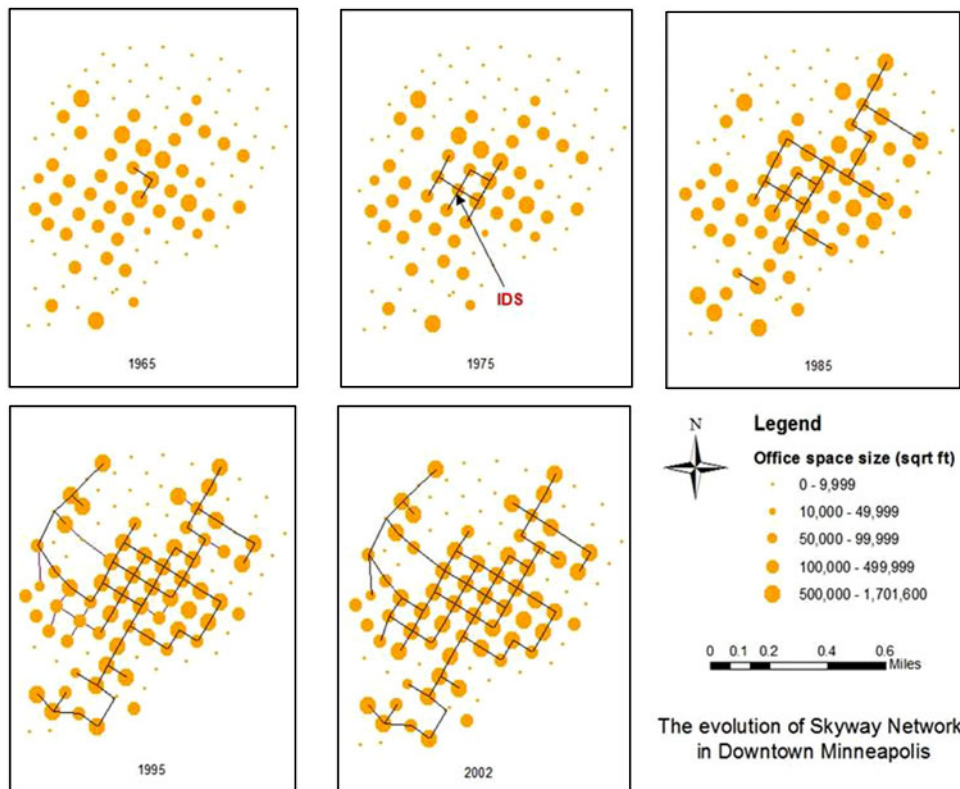 1965
IDS
1975
1985
1995
2002
N
Legend
Office space size (sqrt ft)
0 - 9,999
10,000 - 49,999
50,000 - 99,999
100,000 - 499,999
500,000 - 1,701,600
0 0.1 0.2 0.4 0.6
Miles
The evolution of Skyway Network
in Downtown Minneapolis